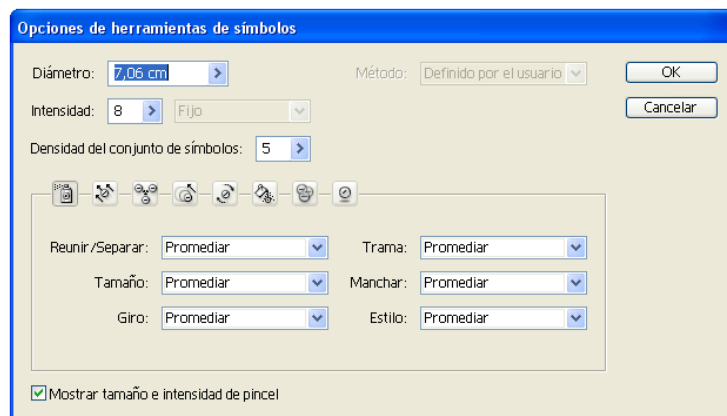 Opciones de herramientas de símbolos
Diámetro: 7,06 cm Método: Definido por el usuario OK
Intensidad: 8 Fijo Cancelar
Densidad del conjunto de símbolos: 5
Reunir/Separar: Promediar Trama: Promediar
Tamaño: Promediar Manchar: Promediar
Giro: Promediar Estilo: Promediar
Mostrar tamaño e intensidad de pincel